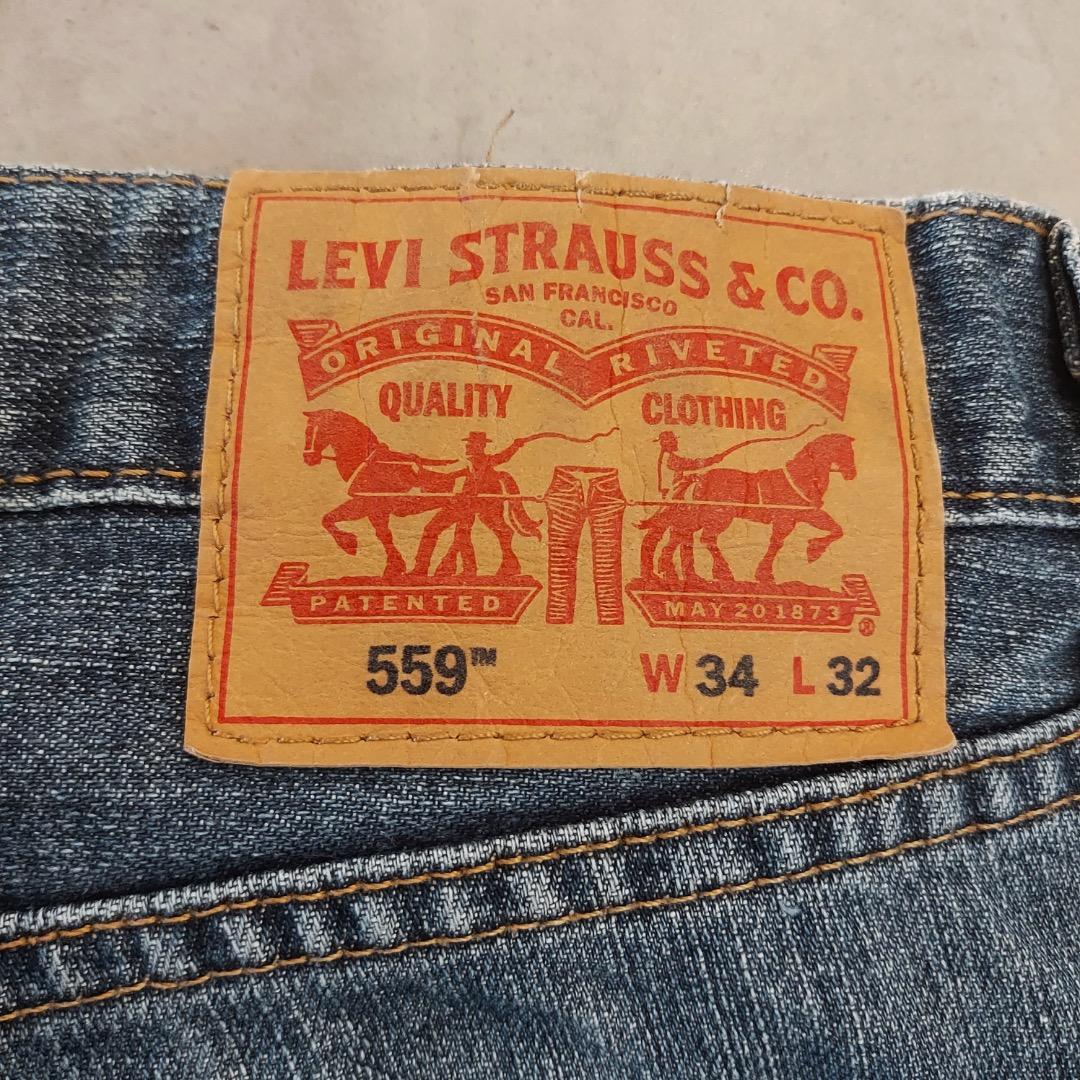 LEVI STRAUSS & CO.
SAN FRANCISCO
CAL.
ORIGINAL RIVETED
QUALITY CLOTHING
PATENTED MAY 20 1873 ®
559™ W 34 L 32